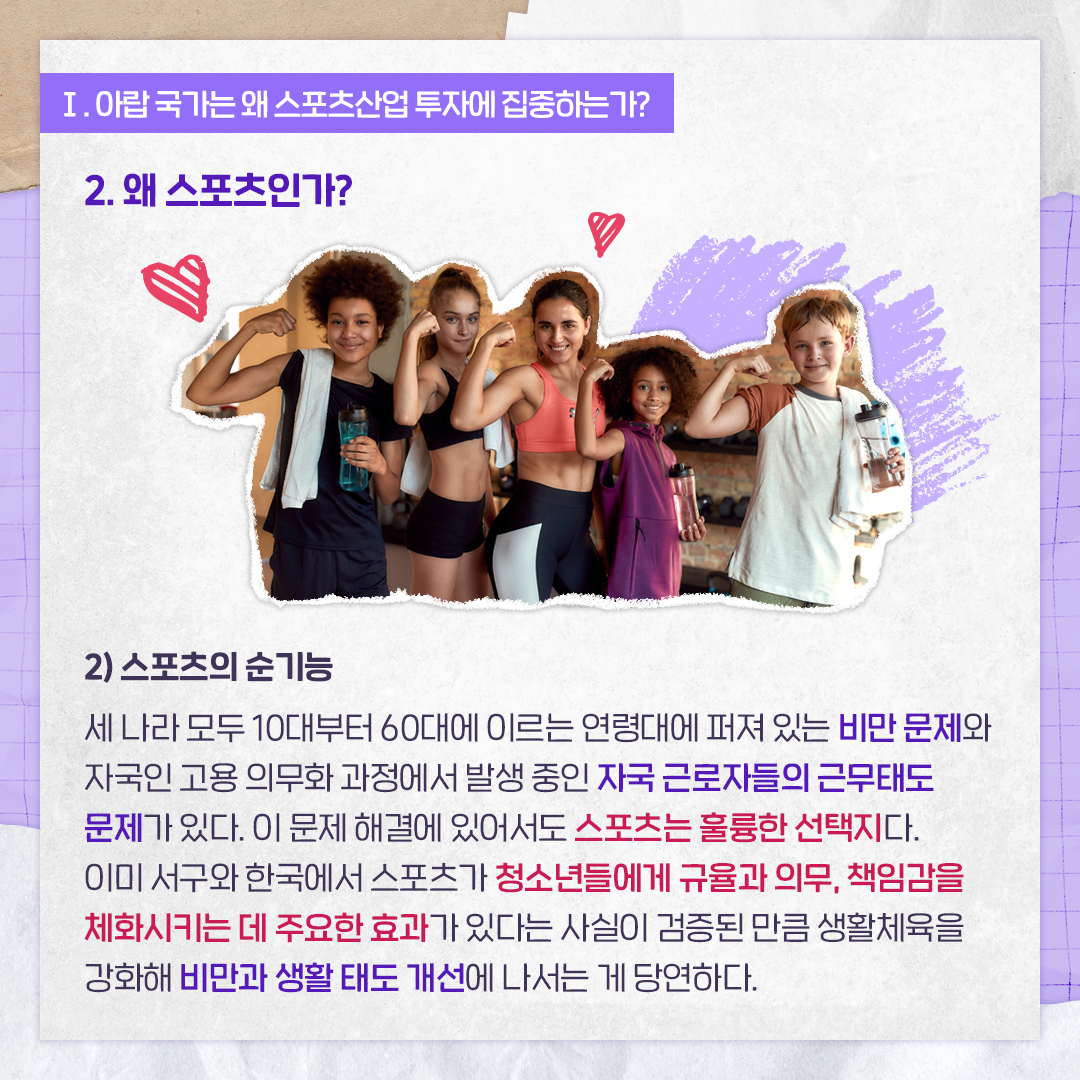 Ⅰ. 아랍 국가는 왜 스포츠산업 투자에 집중하는가?
2. 왜 스포츠인가?
2) 스포츠의 순기능
세 나라 모두 10대부터 60대에 이르는 연령대에 퍼져 있는 비만 문제와
자국인 고용 의무화 과정에서 발생 중인 자국 근로자들의 근무태도
문제가 있다. 이 문제 해결에 있어서도 스포츠는 훌륭한 선택지다.
이미 서구와 한국에서 스포츠가 청소년들에게 규율과 의무, 책임감을
체화시키는 데 주요한 효과가 있다는 사실이 검증된 만큼 생활체육을
강화해 비만과 생활 태도 개선에 나서는 게 당연하다.